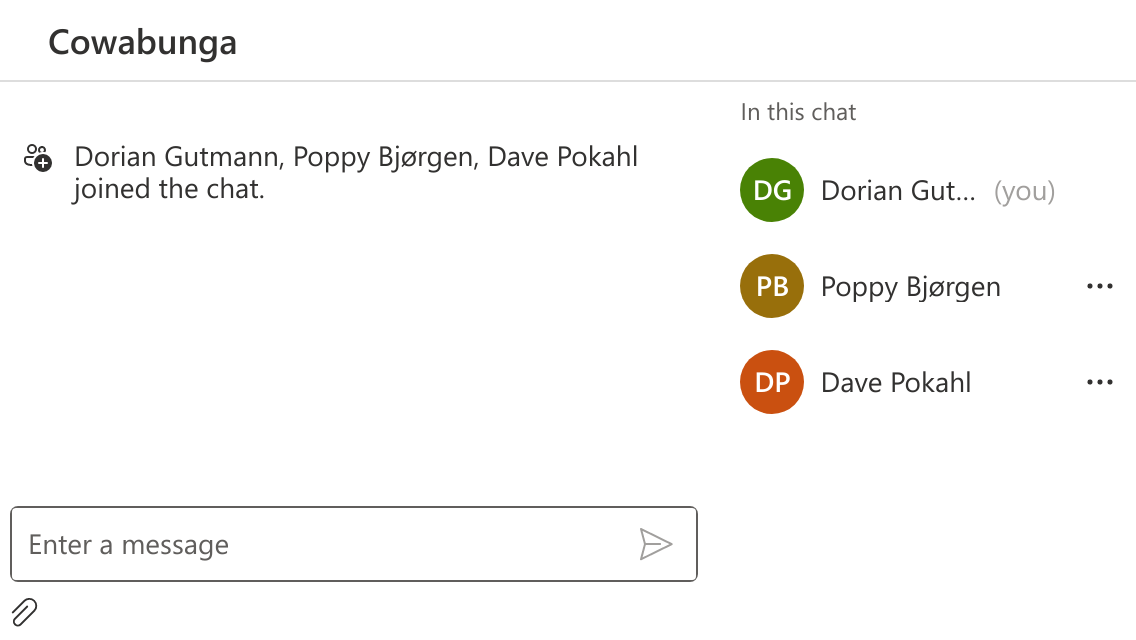 Cowabunga
Dorian Gutmann, Poppy Bjørgen, Dave Pokahl
joined the chat.
Enter a message
In this chat
DG Dorian Gut... (you)
PB Poppy Bjørgen
DP Dave Pokahl